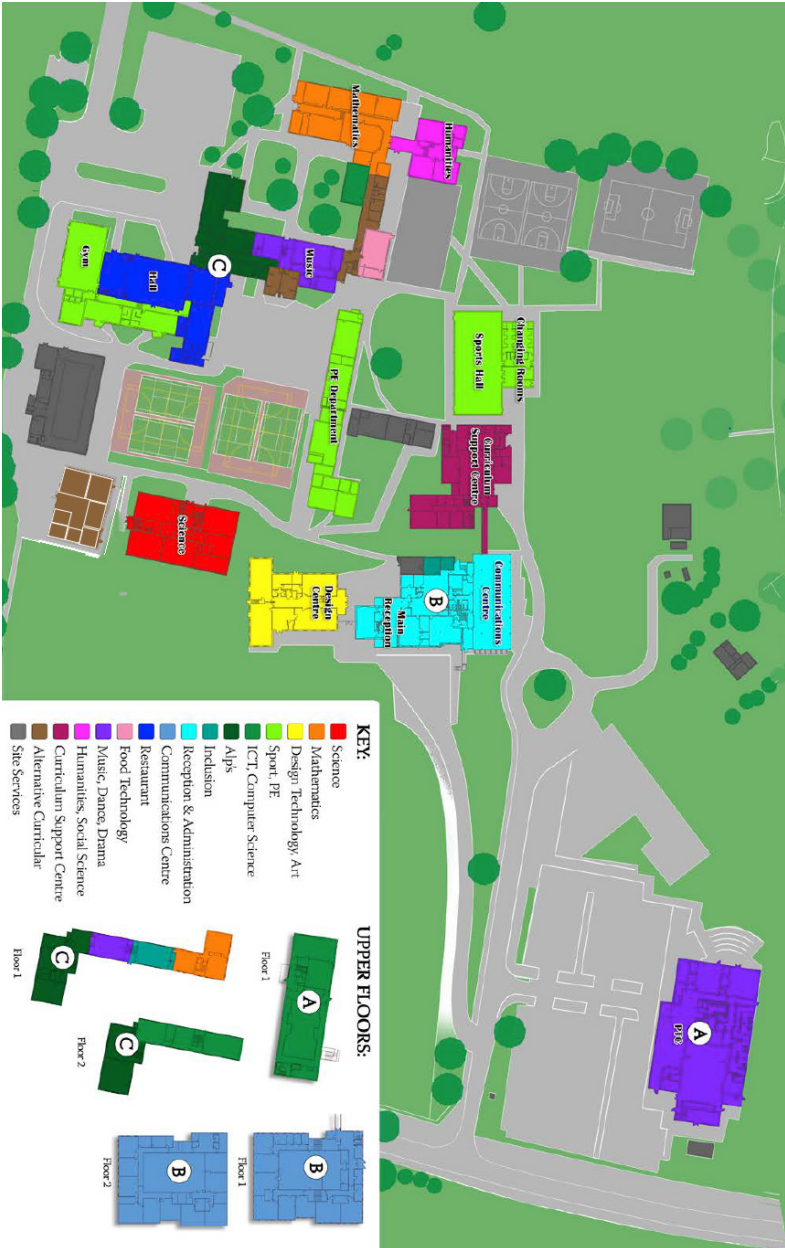 Mathematics
Humanities
Music
C
Hall
Gym
Changing Rooms
Sports Hall
PE Department
Curriculum
Support Centre
Science
Communications
Centre
B
Main
Reception
Design
Centre
A
PTC
KEY:
Science
Mathematics
Design Technology, Art
Sport, PE
ICT, Computer Science
Alp's
Inclusion
Reception & Administration
Communications Centre
Restaurant
Food Technology
Music, Dance, Drama
Humanities, Social Science
Curriculum Support Centre
Alternative Curricular
Site Services
UPPER FLOORS:
A
Floor 1
C
Floor 1
C
Floor 2
B
Floor 1
B
Floor 2